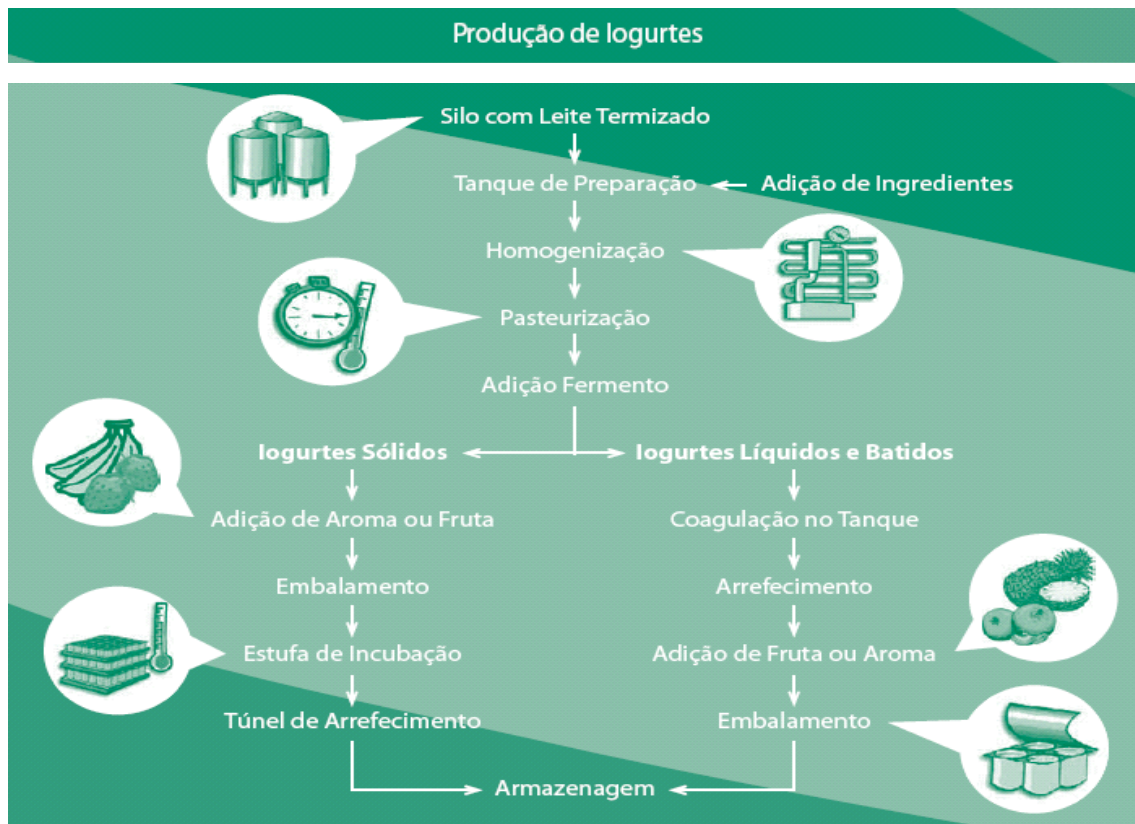 Produção de Iogurtes
Silo com Leite Termizado
Tanque de Preparação
Adição de Ingredientes
Homogenização
Pasteurização
Adição Fermento
Iogurtes Sólidos
Iogurtes Líquidos e Batidos
Adição de Aroma ou Fruta
Coagulação no Tanque
Embalamento
Arrefecimento
Estufa de Incubação
Adição de Fruta ou Aroma
Túnel de Arrefecimento
Embalamento
Armazenagem